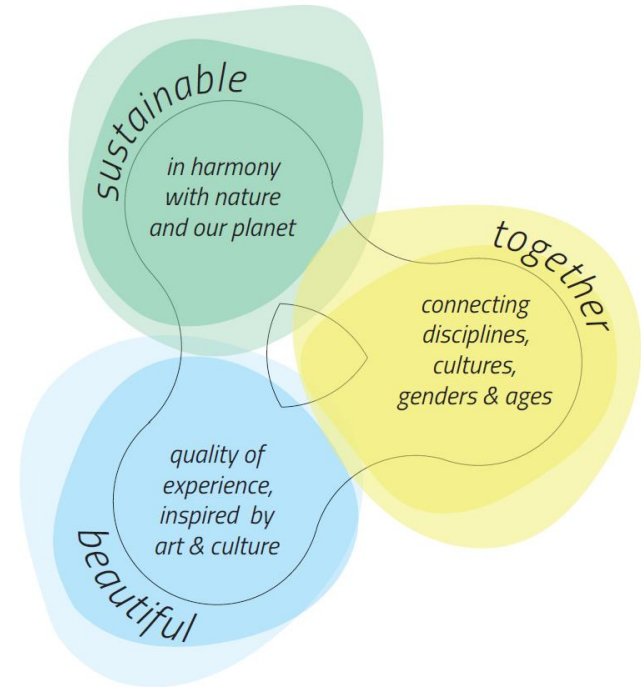 sustainable
in harmony
with nature
and our planet
together
connecting
disciplines,
cultures,
genders & ages
quality of
experience,
inspired by
art & culture
beautiful